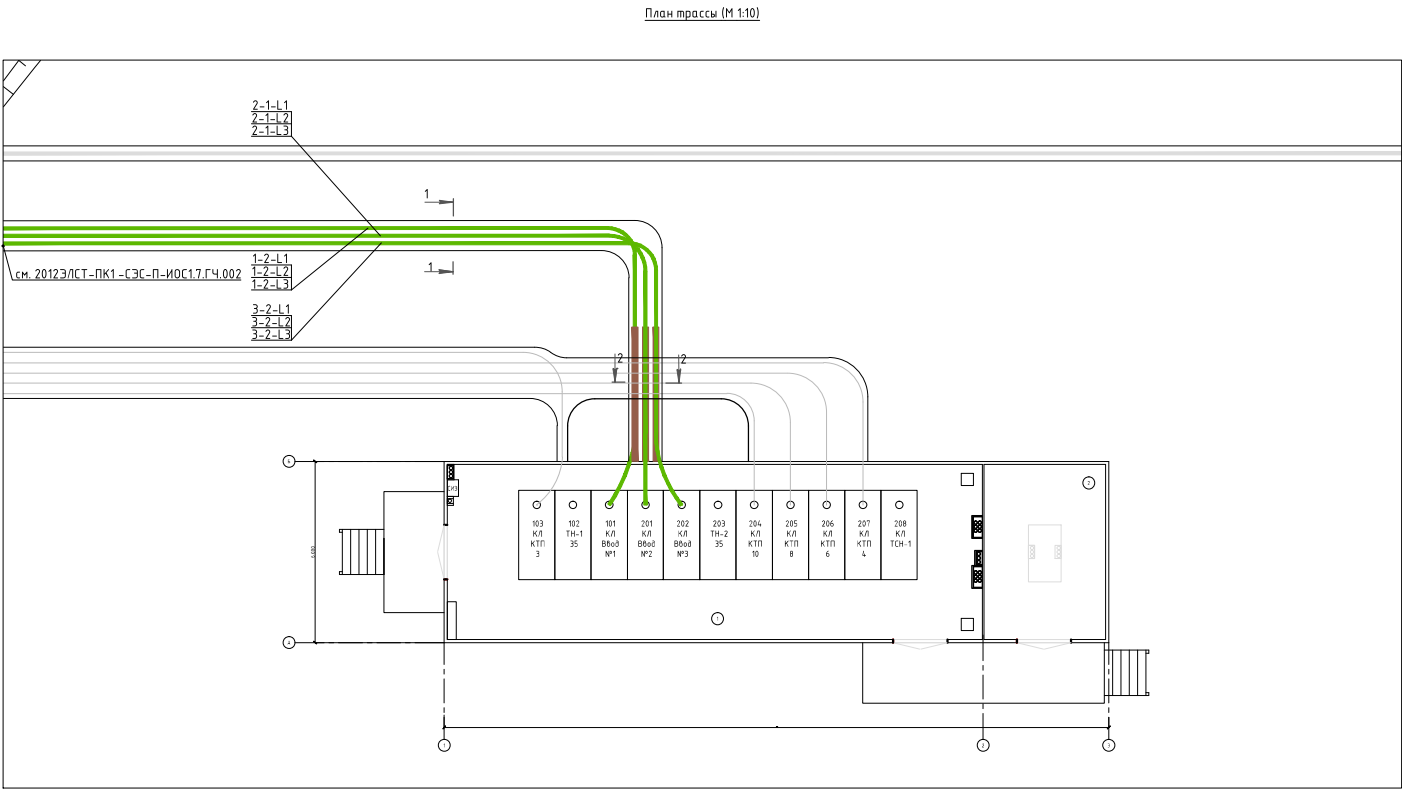 План трассы (М 1:10)
2-1-L1
2-1-L2
2-1-L3
1
см. 2012ЭЛСТ-ПК1 -СЭС-П-ИОС1.7.ГЧ.002
1-2-L1
1-2-L2
1-2-L3
1
3-2-L1
3-2-L2
3-2-L3
2
2
Б
СИЗ
2
103
КЛ
КТП
3
102
ТН-1
35
101
КЛ
Ввод
№1
201
КЛ
Ввод
№2
202
КЛ
Ввод
№3
203
ТН-2
35
204
КЛ
КТП
10
205
КЛ
КТП
8
206
КЛ
КТП
6
207
КЛ
КТП
4
208
КЛ
ТСН-1
1
А
1
2
3